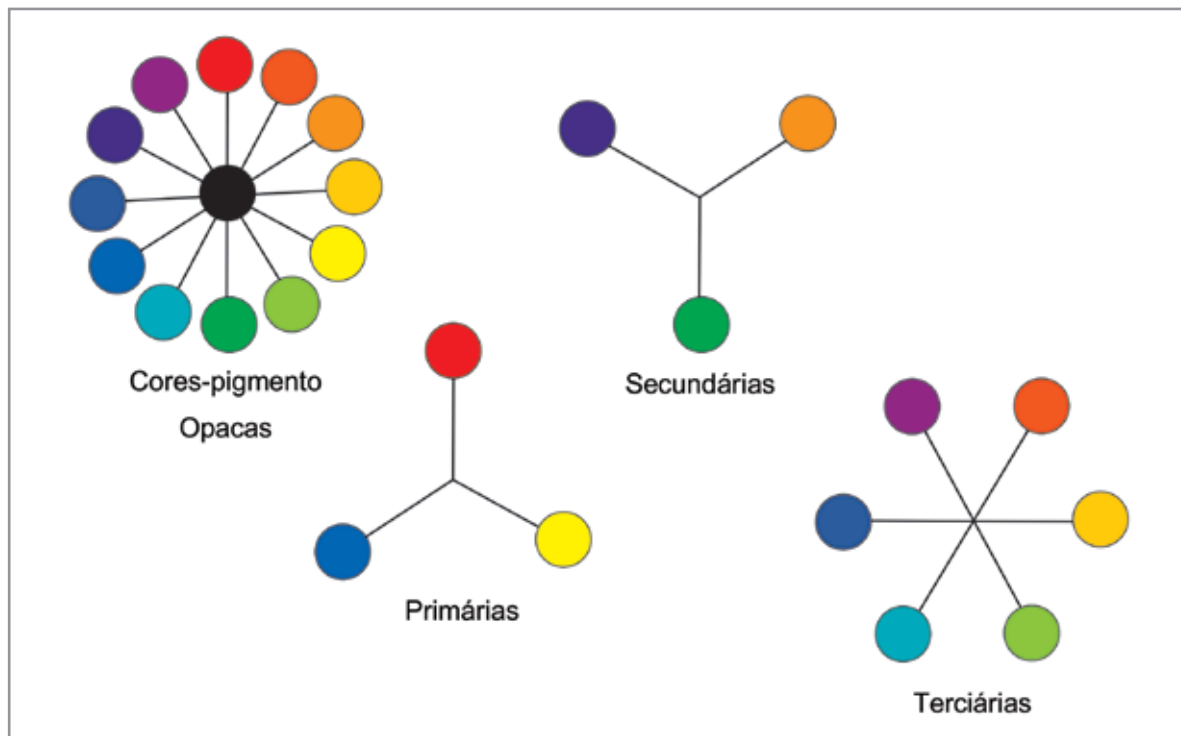 Cores-pigmento
Opacas
Primárias
Secundárias
Terciárias